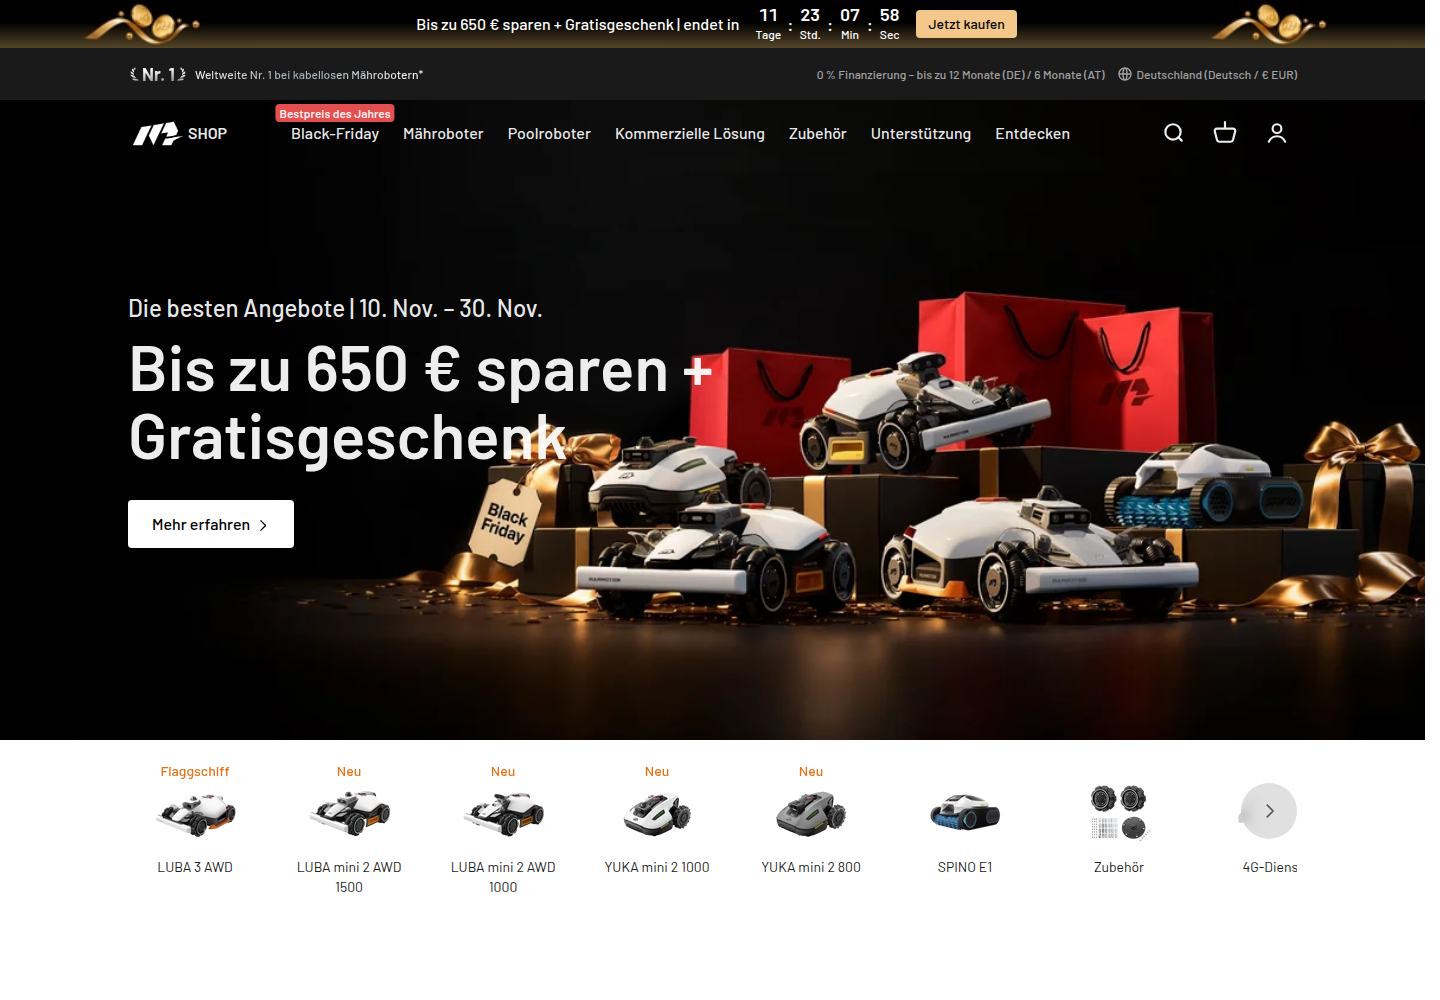 Bis zu 650 € sparen + Gratisgeschenk | endet in
11 : 23 : 07 : 58
Tage Std. Min Sec
Jetzt kaufen
Nr. 1
Weltweite Nr. 1 bei kabellosen Mährobotern*
0 % Finanzierung – bis zu 12 Monate (DE) / 6 Monate (AT)
Deutschland (Deutsch / € EUR)
Bestpreis des Jahres
SHOP
Black-Friday
Mähroboter
Poolroboter
Kommerzielle Lösung
Zubehör
Unterstützung
Entdecken
Die besten Angebote | 10. Nov. – 30. Nov.
Bis zu 650 € sparen +
Gratisgeschenk
Mehr erfahren
Black
Friday
MAMMOTION
MAMMOTION
MAMMOTION
Flaggschiff
LUBA 3 AWD
Neu
LUBA mini 2 AWD
1500
Neu
LUBA mini 2 AWD
1000
Neu
YUKA mini 2 1000
Neu
YUKA mini 2 800
SPINO E1
Zubehör
4G-Diens